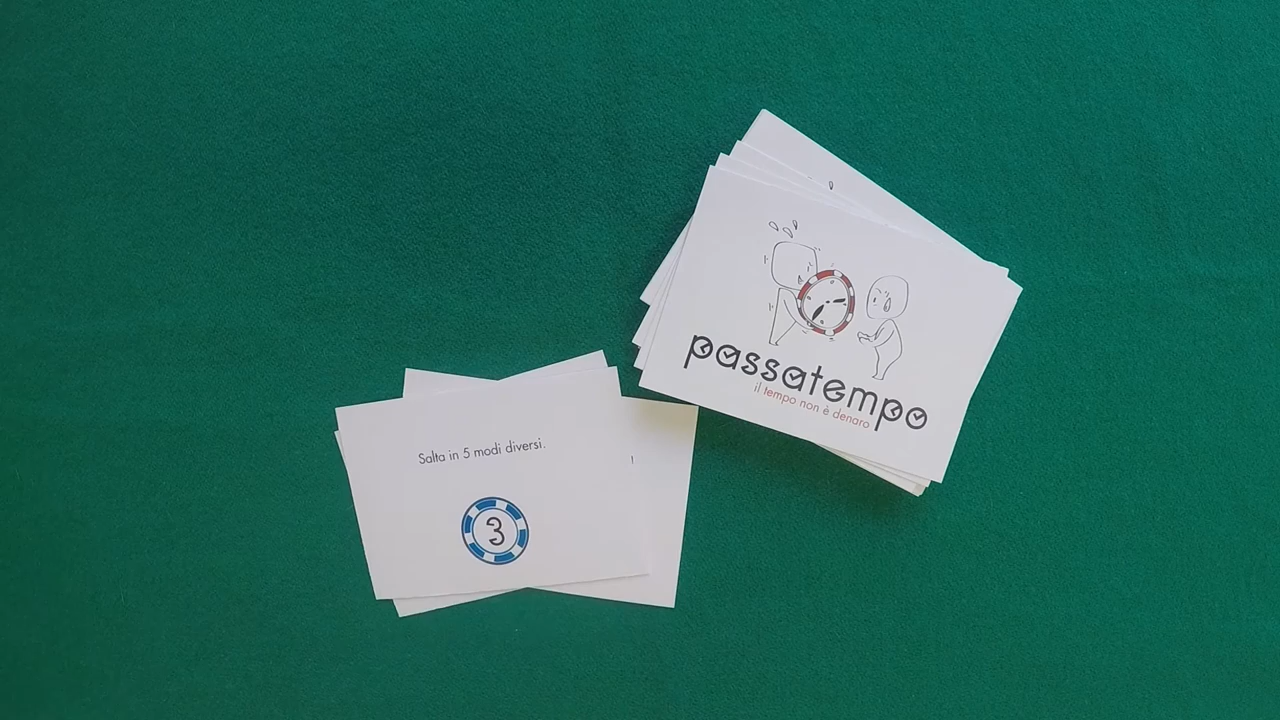 passatempo
il tempo non è denaro
Salta in 5 modi diversi.
!
3